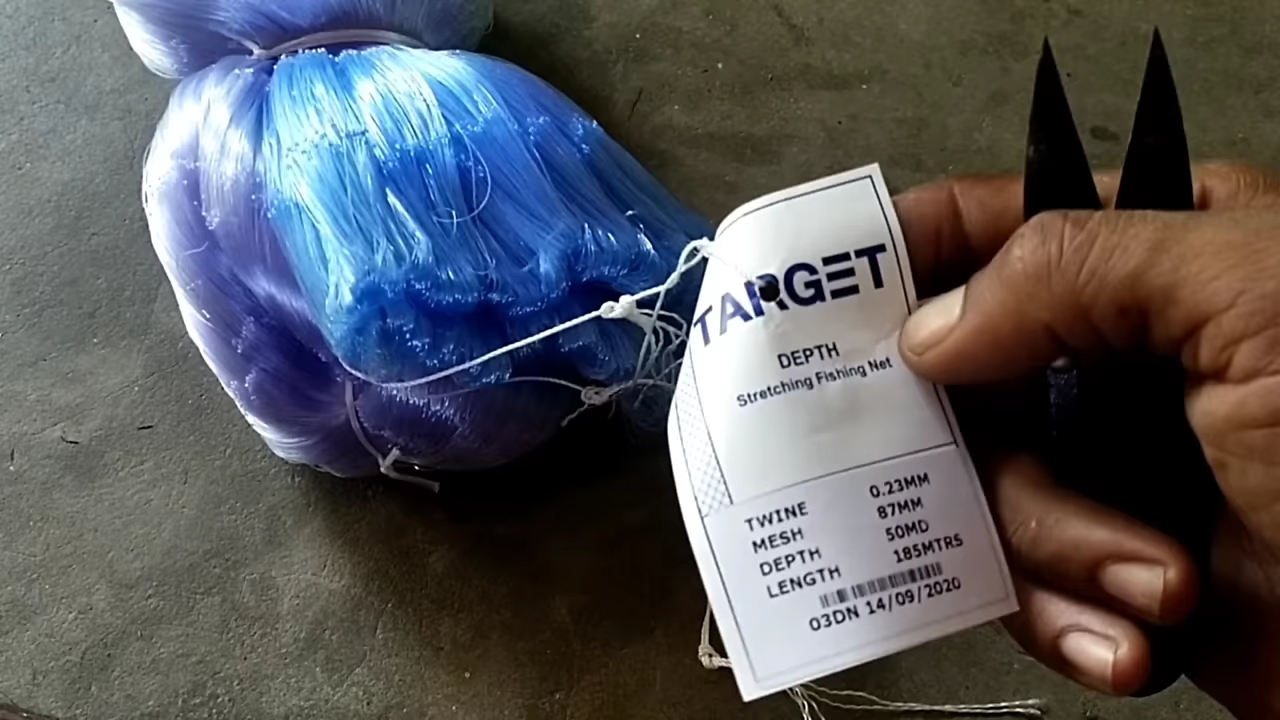 TARGET
DEPTH
Stretching Fishing Net
TWINE 0.23MM
MESH 87MM
DEPTH 50MD
LENGTH 185MTRS
03DN 14/09/2020